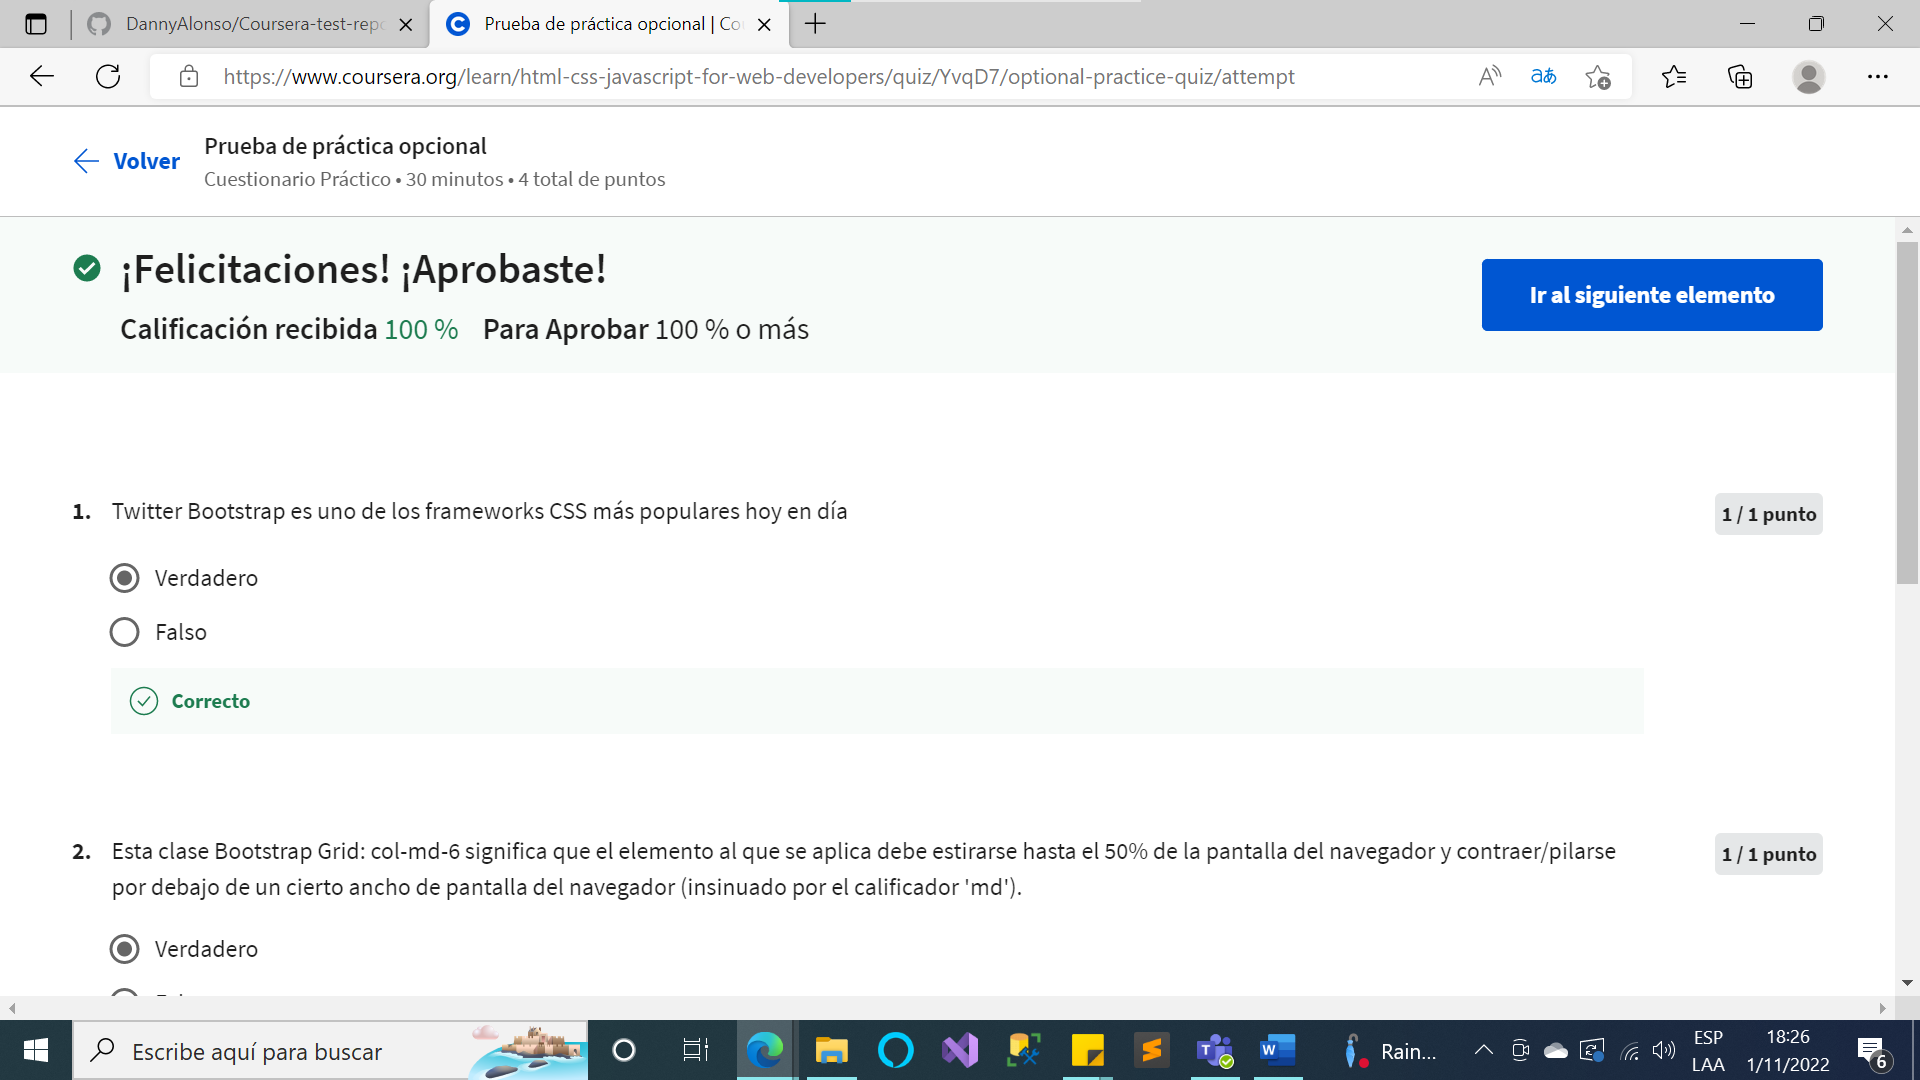 DannyAlonso/Coursera-test-repo
Prueba de práctica opcional | Co
https://www.coursera.org/learn/html-css-javascript-for-web-developers/quiz/YvqD7/optional-practice-quiz/attempt
Volver
Prueba de práctica opcional
Cuestionario Práctico • 30 minutos • 4 total de puntos
¡Felicitaciones! ¡Aprobaste!
Calificación recibida 100 % Para Aprobar 100 % o más
Ir al siguiente elemento
1. Twitter Bootstrap es uno de los frameworks CSS más populares hoy en día
1 / 1 punto
Verdadero
Falso
Correcto
2. Esta clase Bootstrap Grid: col-md-6 significa que el elemento al que se aplica debe estirarse hasta el 50% de la pantalla del navegador y contraer/pilarse
por debajo de un cierto ancho de pantalla del navegador (insinuado por el calificador 'md').
1 / 1 punto
Verdadero
Escribe aquí para buscar
Rain...
ESP
LAA
18:26
1/11/2022
6